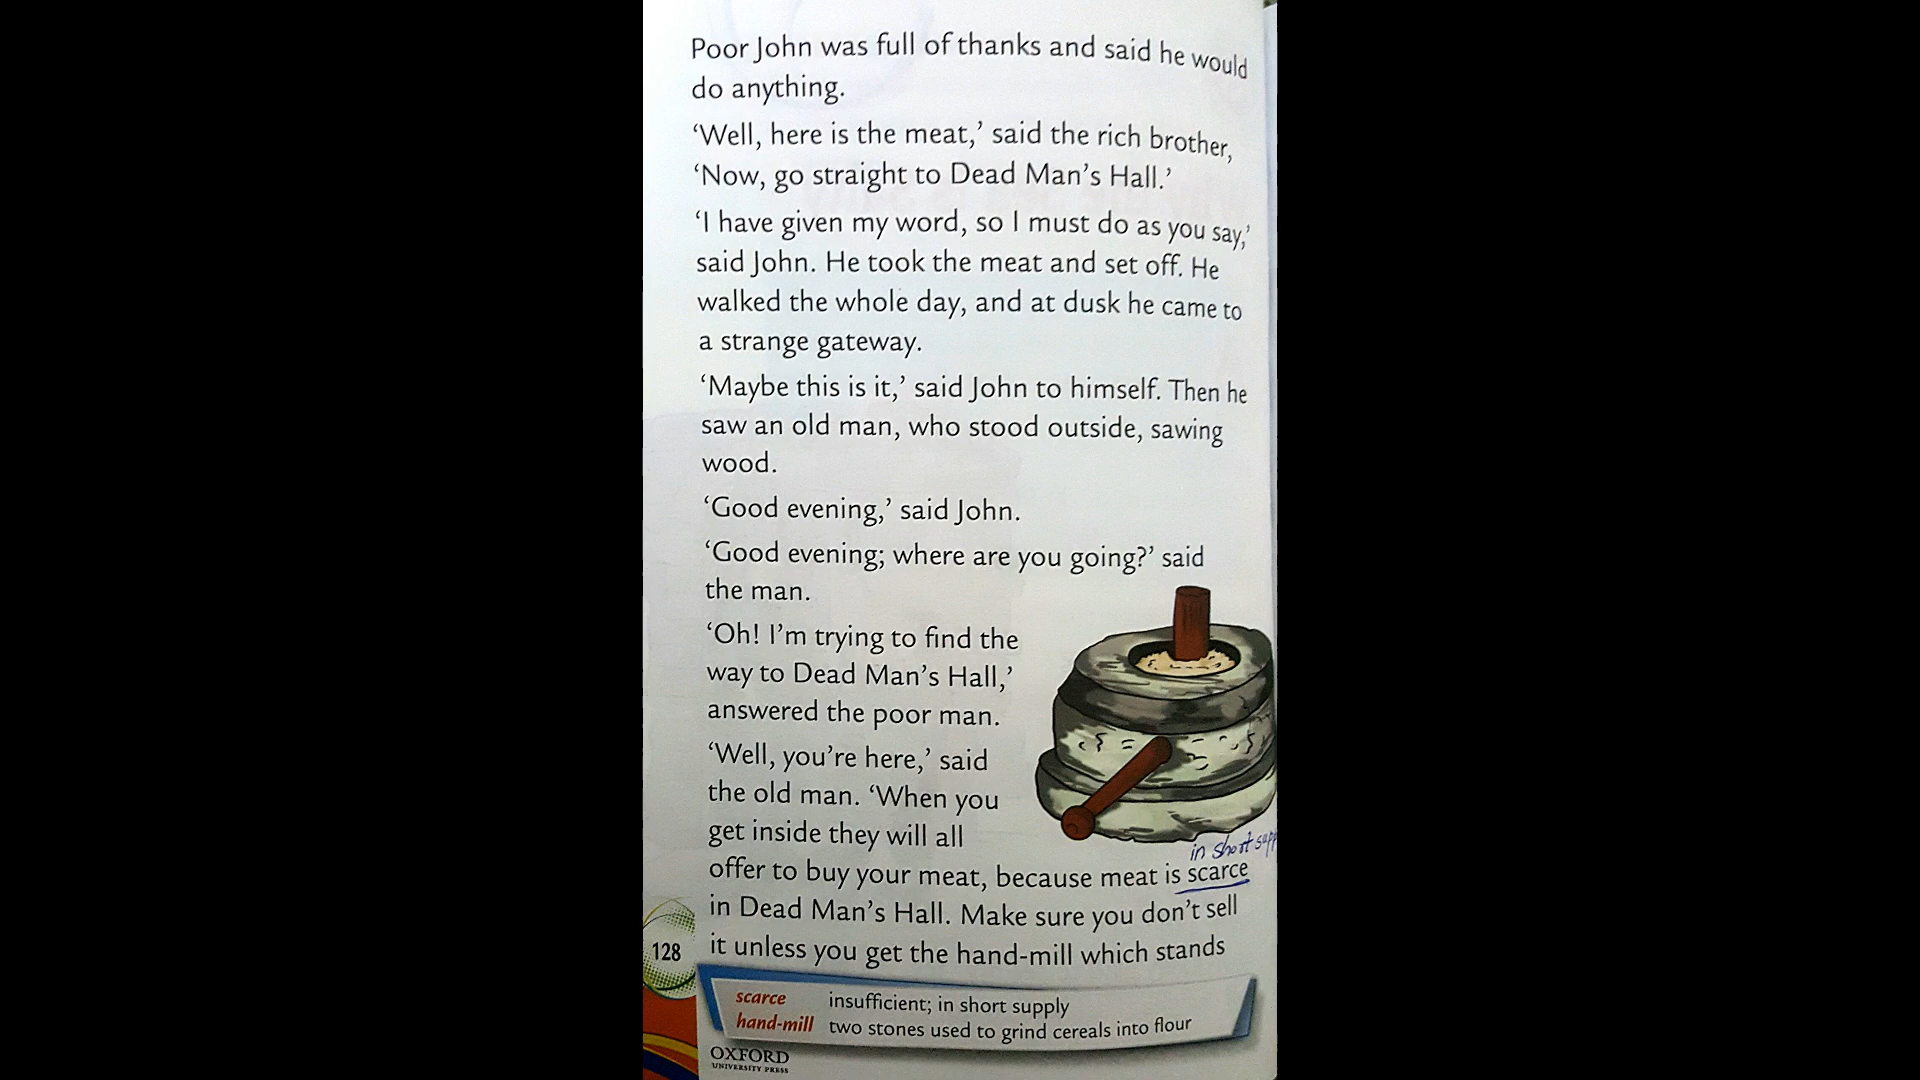 Poor John was full of thanks and said he would
do anything.
‘Well, here is the meat,’ said the rich brother,
‘Now, go straight to Dead Man’s Hall.’
‘I have given my word, so I must do as you say,’
said John. He took the meat and set off. He
walked the whole day, and at dusk he came to
a strange gateway.
‘Maybe this is it,’ said John to himself. Then he
saw an old man, who stood outside, sawing
wood.
‘Good evening,’ said John.
‘Good evening; where are you going?’ said
the man.
‘Oh! I’m trying to find the
way to Dead Man’s Hall,’
answered the poor man.
‘Well, you’re here,’ said
the old man. ‘When you
get inside they will all
in short
offer to buy your meat, because meat is scarce
in Dead Man’s Hall. Make sure you don’t sell
it unless you get the hand-mill which stands
128
scarce insufficient; in short supply
hand-mill two stones used to grind cereals into flour
OXFORD
UNIVERSITY PRESS